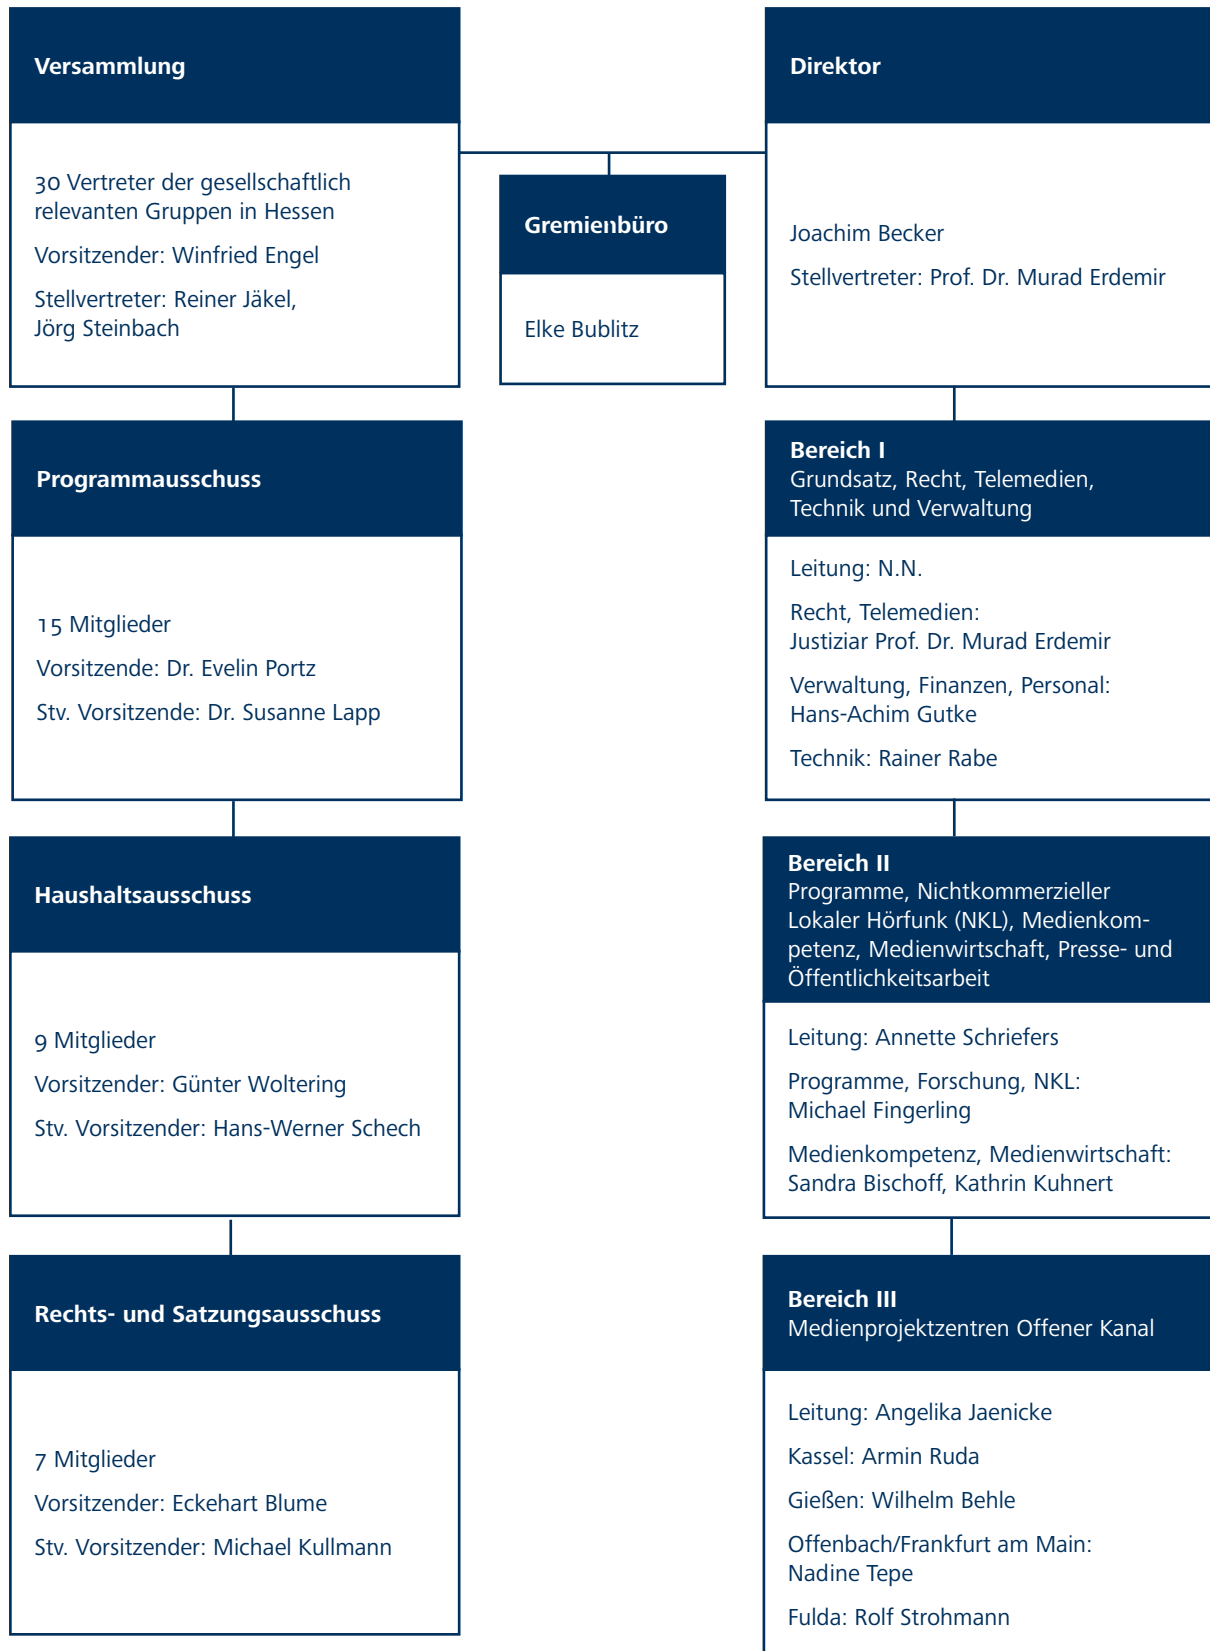 Versammlung
30 Vertreter der gesellschaftlich
relevanten Gruppen in Hessen
Vorsitzender: Winfried Engel
Stellvertreter: Reiner Jäkel,
Jörg Steinbach
Gremienbüro
Elke Bublitz
Direktor
Joachim Becker
Stellvertreter: Prof. Dr. Murad Erdemir
Programmausschuss
15 Mitglieder
Vorsitzende: Dr. Evelin Portz
Stv. Vorsitzende: Dr. Susanne Lapp
Haushaltsausschuss
9 Mitglieder
Vorsitzender: Günter Woltering
Stv. Vorsitzender: Hans-Werner Schech
Rechts- und Satzungsausschuss
7 Mitglieder
Vorsitzender: Eckehart Blume
Stv. Vorsitzender: Michael Kullmann
Bereich I
Grundsatz, Recht, Telemedien,
Technik und Verwaltung
Leitung: N.N.
Recht, Telemedien:
Justiziar Prof. Dr. Murad Erdemir
Verwaltung, Finanzen, Personal:
Hans-Achim Gutke
Technik: Rainer Rabe
Bereich II
Programme, Nichtkommerzieller
Lokaler Hörfunk (NKL), Medienkom-
petenz, Medienwirtschaft, Presse- und
Öffentlichkeitsarbeit
Leitung: Annette Schriefers
Programme, Forschung, NKL:
Michael Fingerling
Medienkompetenz, Medienwirtschaft:
Sandra Bischoff, Kathrin Kuhnert
Bereich III
Medienprojektzentren Offener Kanal
Leitung: Angelika Jaenicke
Kassel: Armin Ruda
Gießen: Wilhelm Behle
Offenbach/Frankfurt am Main:
Nadine Tepe
Fulda: Rolf Strohmann